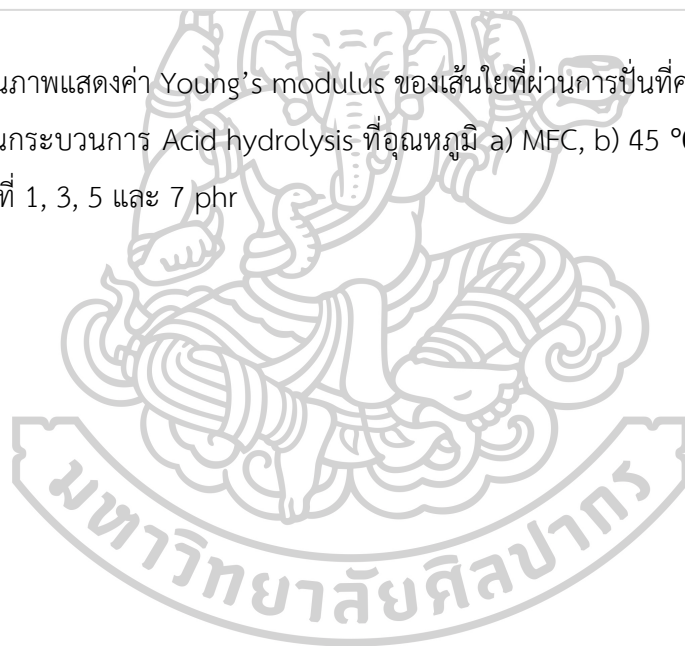 นภาพแสดงค่า Young's modulus ของเส้นใยที่ผ่านการปั่นที่
นกระบวนการ Acid hydrolysis ที่อุณหภูมิ a) MFC, b) 45
ที่ 1, 3, 5 และ 7 phr
มหาวิทยาลัยศิลปากร